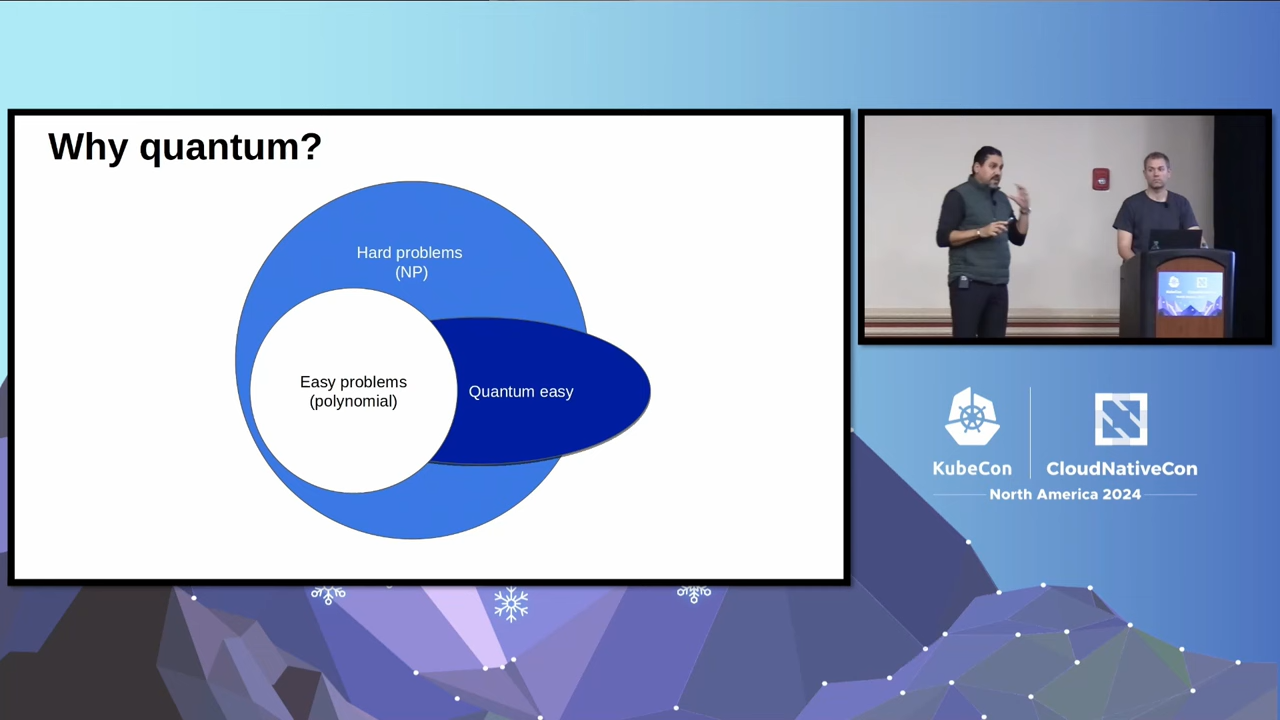 Why quantum?
Hard problems
(NP)
Easy problems
(polynomial)
Quantum easy
KubeCon
CloudNativeCon
North America 2024